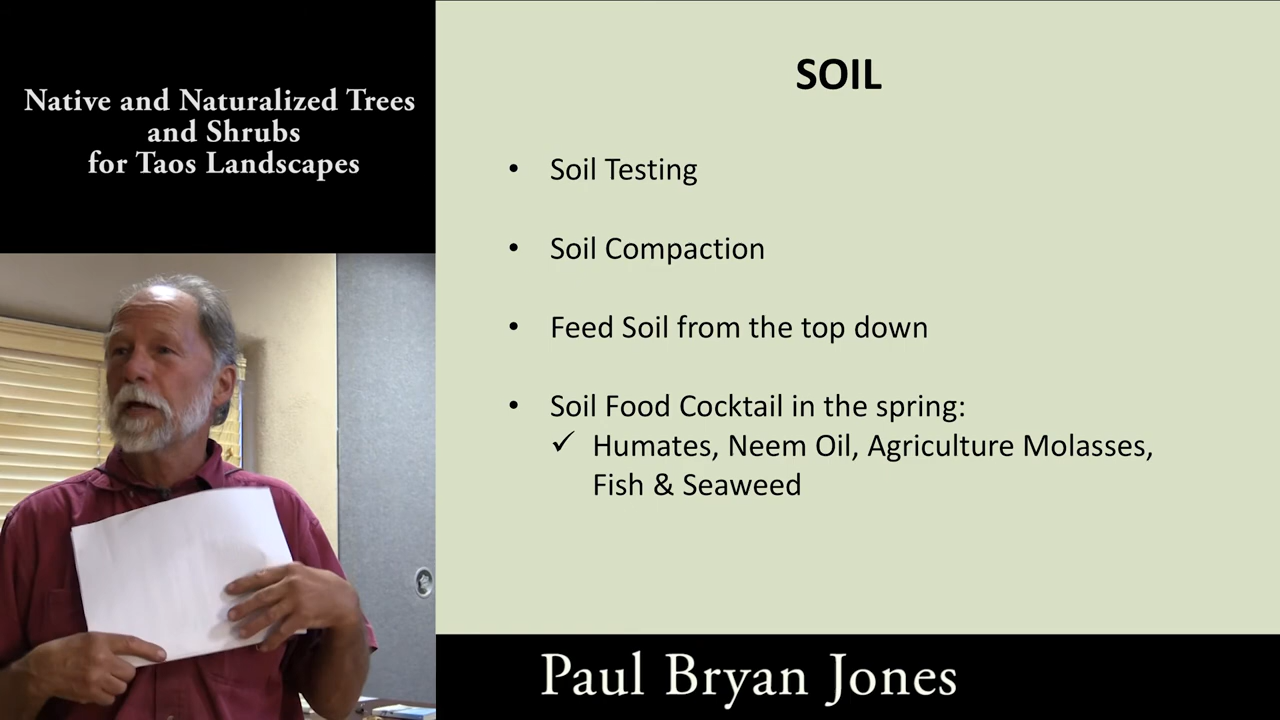 Native and Naturalized Trees
and Shrubs
for Taos Landscapes
SOIL
• Soil Testing
• Soil Compaction
• Feed Soil from the top down
• Soil Food Cocktail in the spring:
✓ Humates, Neem Oil, Agriculture Molasses,
Fish & Seaweed
Paul Bryan Jones